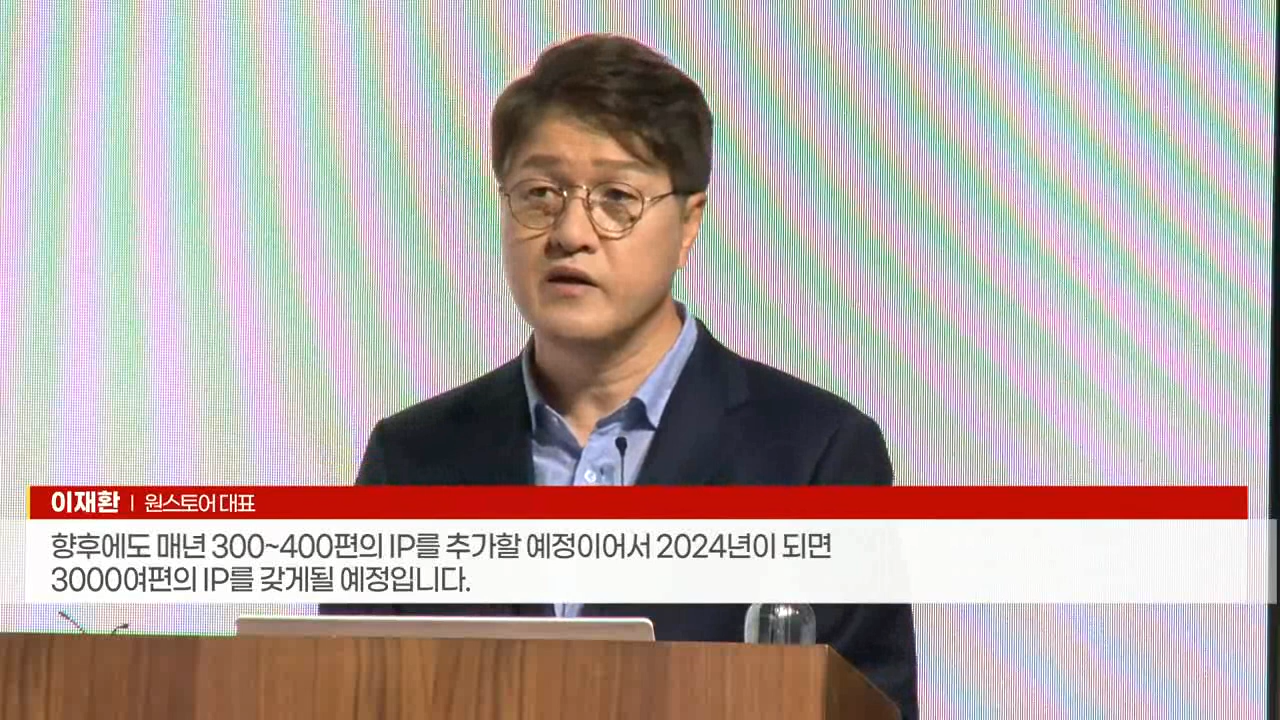 이재환 | 원스토어 대표
향후에도 매년 300~400편의 IP를 추가할 예정이어서 2024년이 되면
3000여편의 IP를 갖게될 예정입니다.